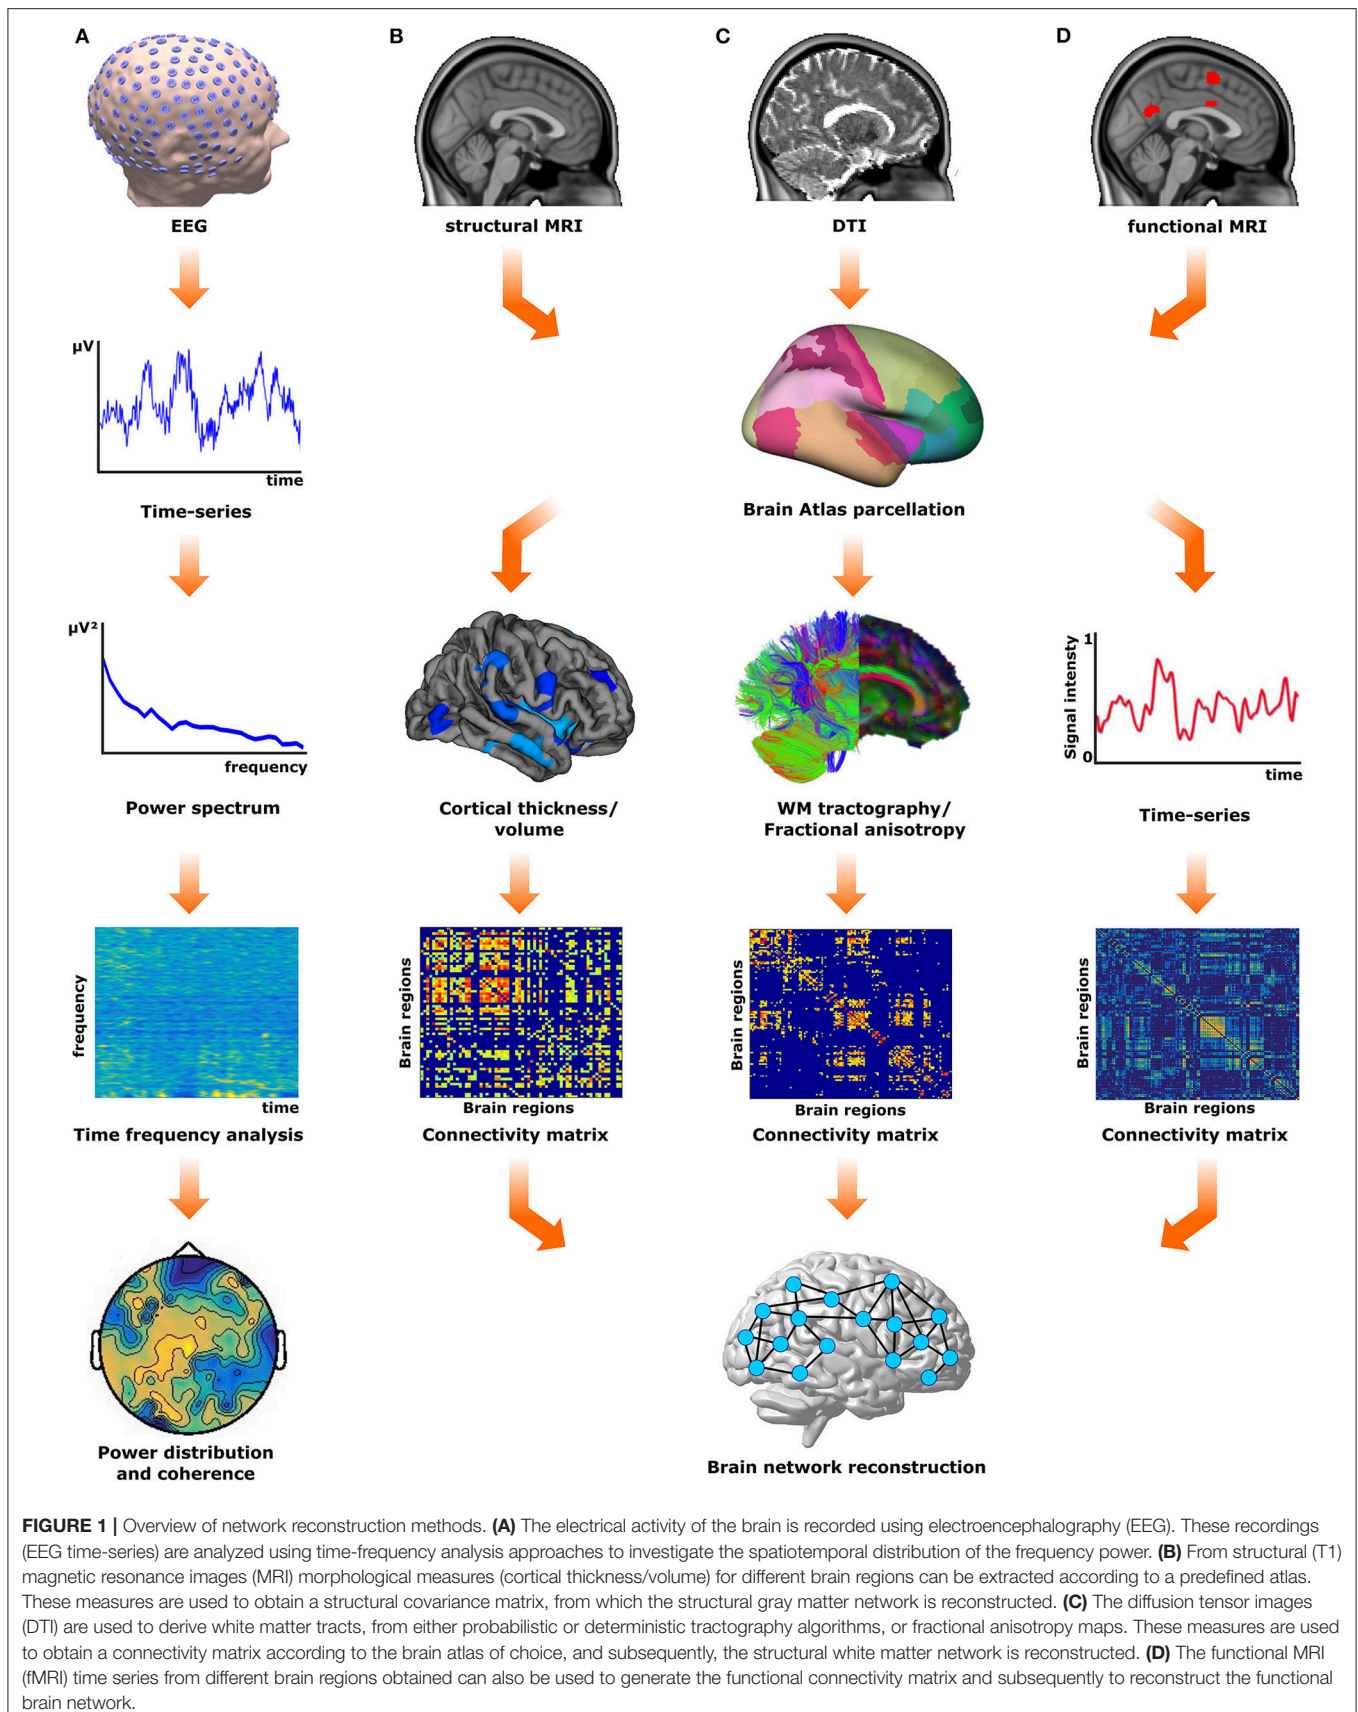 A
B
C
D
EEG
structural MRI
DTI
functional MRI
µV
time
Time-series
Brain Atlas parcellation
µV²
frequency
Power spectrum
Cortical thickness/
volume
WM tractography/
Fractional anisotropy
1
Signal intensty
0
time
Time-series
frequency
time
Time frequency analysis
Brain regions
Brain regions
Connectivity matrix
Brain regions
Brain regions
Connectivity matrix
Brain regions
Brain regions
Connectivity matrix
Power distribution
and coherence
Brain network reconstruction
FIGURE 1 | Overview of network reconstruction methods. (A) The electrical activity of the brain is recorded using electroencephalography (EEG). These recordings
(EEG time-series) are analyzed using time-frequency analysis approaches to investigate the spatiotemporal distribution of the frequency power. (B) From structural (T1)
magnetic resonance images (MRI) morphological measures (cortical thickness/volume) for different brain regions can be extracted according to a predefined atlas.
These measures are used to obtain a structural covariance matrix, from which the structural gray matter network is reconstructed. (C) The diffusion tensor images
(DTI) are used to derive white matter tracts, from either probabilistic or deterministic tractography algorithms, or fractional anisotropy maps. These measures are used
to obtain a connectivity matrix according to the brain atlas of choice, and subsequently, the structural white matter network is reconstructed. (D) The functional MRI
(fMRI) time series from different brain regions obtained can also be used to generate the functional connectivity matrix and subsequently to reconstruct the functional
brain network.